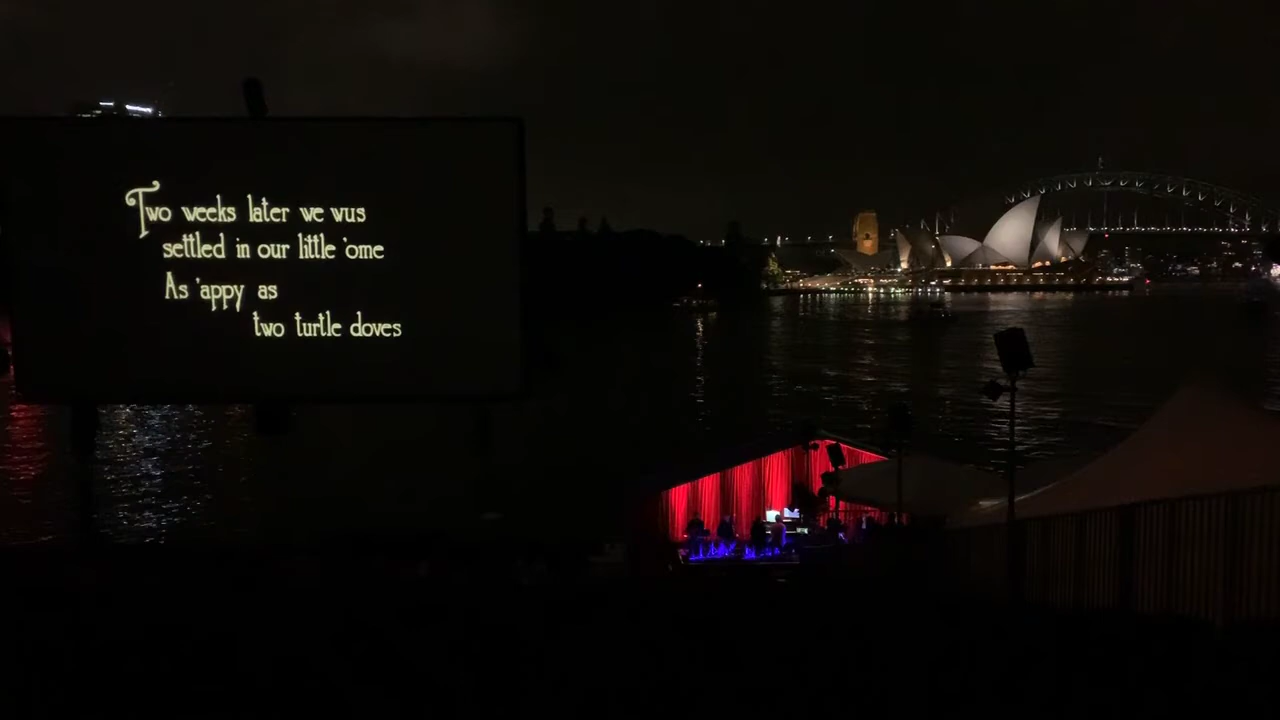 Two weeks later we wus
settled in our little 'ome
As 'appy as
two turtle doves